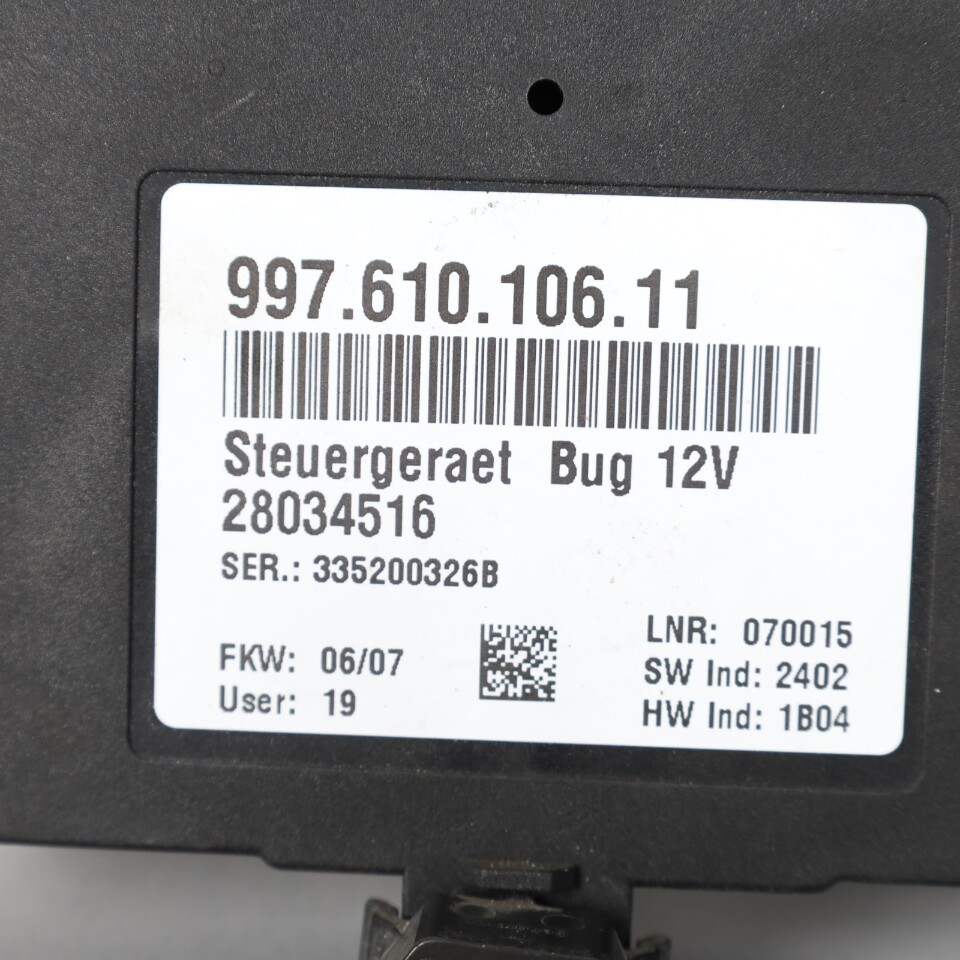 997.610.106.11
Steuergeraet Bug 12V
28034516
SER.: 335200326B
FKW: 06/07
User: 19
LNR: 070015
SW Ind: 2402
HW Ind: 1B04